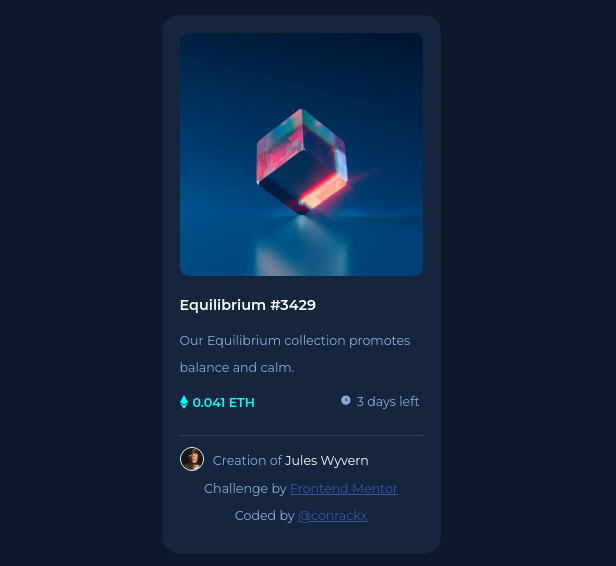 Equilibrium #3429
Our Equilibrium collection promotes
balance and calm.
0.041 ETH
3 days left
Creation of Jules Wyvern
Challenge by Frontend Mentor
Coded by @conrackx